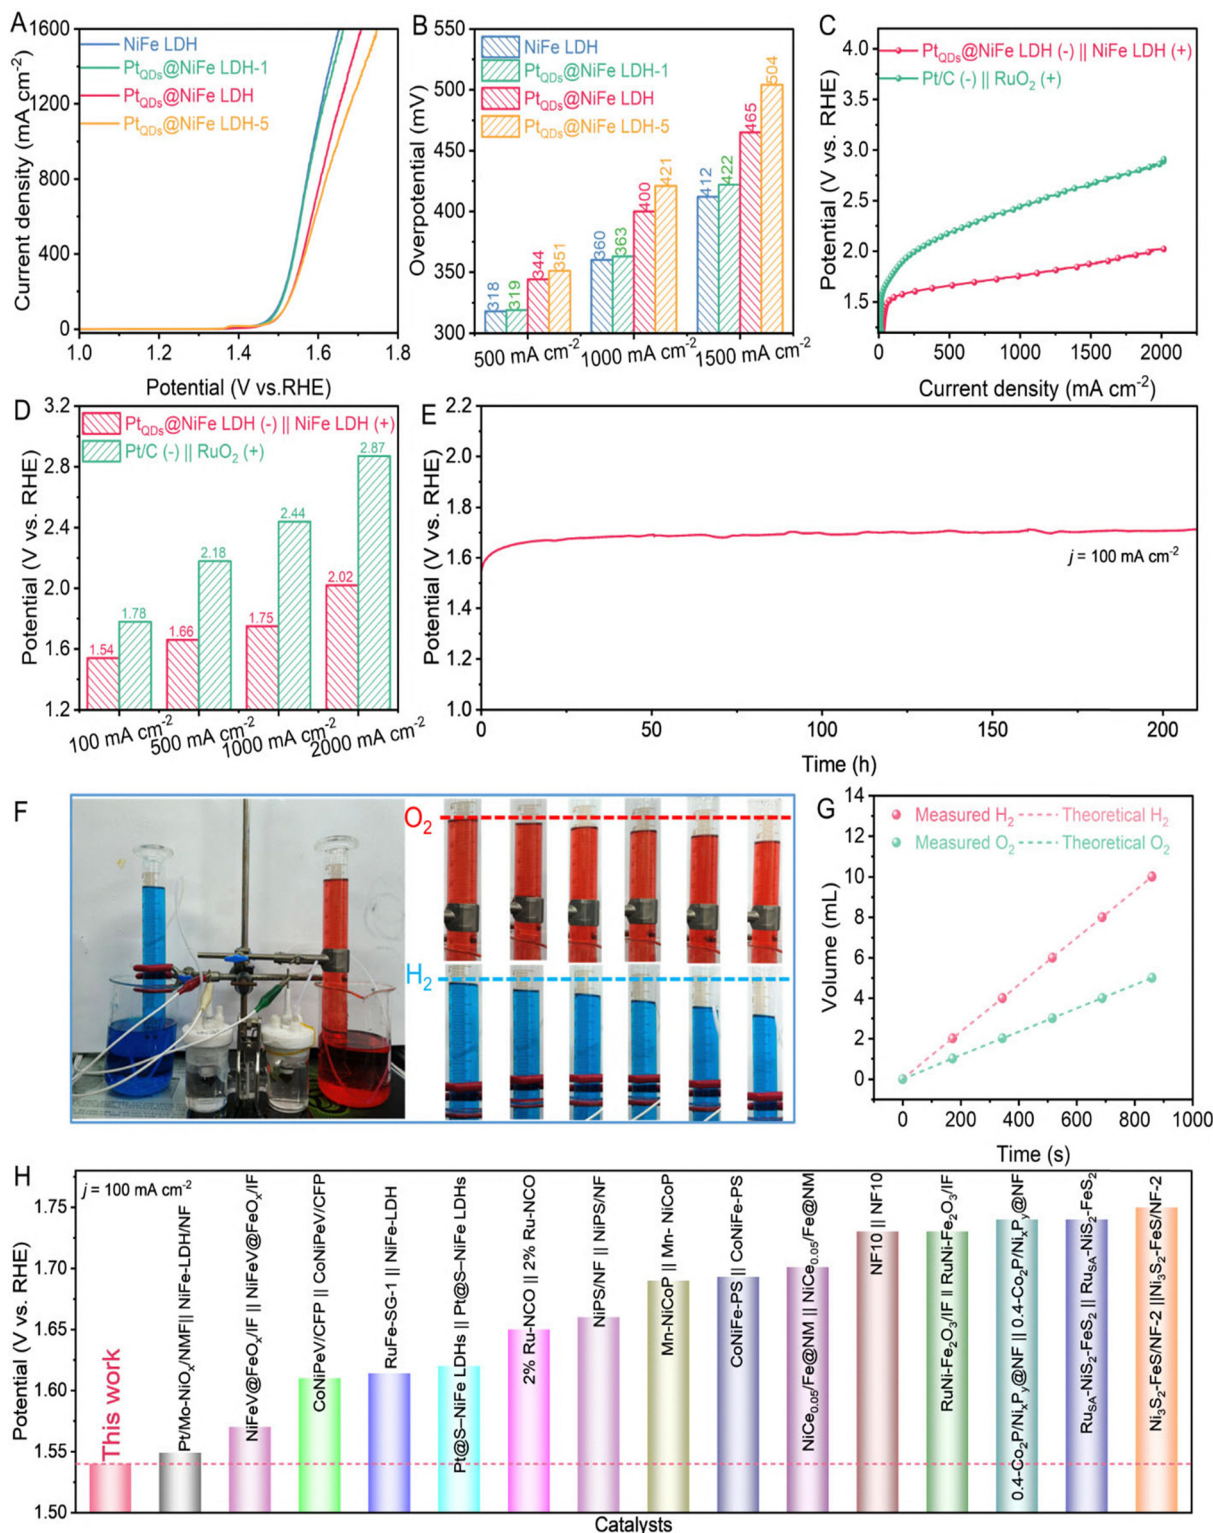 A
1600
1200
800
400
0
Current density (mA cm⁻²)
NiFe LDH
Pt_QDs@NiFe LDH-1
Pt_QDs@NiFe LDH
Pt_QDs@NiFe LDH-5
1.0 1.2 1.4 1.6 1.8
Potential (V vs.RHE)
B
550
500
450
400
350
300
Overpotential (mV)
NiFe LDH
Pt_QDs@NiFe LDH-1
Pt_QDs@NiFe LDH
Pt_QDs@NiFe LDH-5
318 319 344 351
360 363 400 421
412 422 465 504
500 mA cm⁻² 1000 mA cm⁻² 1500 mA cm⁻²
C
4.0
3.0
2.5
2.0
1.5
Potential (V vs. RHE)
Pt_QDs@NiFe LDH (-) || NiFe LDH (+)
Pt/C (-) || RuO₂ (+)
0 500 1000 1500 2000
Current density (mA cm⁻²)
D
3.2
2.8
2.4
2.0
1.6
1.2
Potential (V vs. RHE)
Pt_QDs@NiFe LDH (-) || NiFe LDH (+)
Pt/C (-) || RuO₂ (+)
1.54 1.78 1.66 2.18 1.75 2.44 2.02 2.87
100 mA cm⁻² 500 mA cm⁻² 1000 mA cm⁻² 2000 mA cm⁻²
E
2.2
2.0
1.8
1.6
1.4
1.2
1.0
Potential (V vs. RHE)
j = 100 mA cm⁻²
0 50 100 150 200
Time (h)
F
O₂
H₂
G
14
12
10
8
6
4
2
0
Volume (mL)
Measured H₂ Theoretical H₂
Measured O₂ Theoretical O₂
0 200 400 600 800 1000
Time (s)
H
j = 100 mA cm⁻²
1.75
1.70
1.65
1.60
1.55
1.50
Potential (V vs. RHE)
This work
Pt/Mo-NiOₓ/NMF|| NiFe-LDH/NF
NiFeV@FeOₓ/IF || NiFeV@FeOₓ/IF
CoNiPeV/CFP || CoNiPeV/CFP
RuFe-SG-1 || NiFe-LDH
Pt@S–NiFe LDHs || Pt@S–NiFe LDHs
2% Ru-NCO || 2% Ru-NCO
NiPS/NF || NiPS/NF
Mn-NiCoP || Mn- NiCoP
CoNiFe-PS || CoNiFe-PS
NiCe₀.₀₅/Fe@NM || NiCe₀.₀₅/Fe@NM
NF10 || NF10
RuNi-Fe₂O₃/IF || RuNi-Fe₂O₃/IF
0.4-Co₂P/NiₓP_y@NF || 0.4-Co₂P/NiₓP_y@NF
Ru_SA-NiS₂-FeS₂ || Ru_SA-NiS₂-FeS₂
Ni₃S₂-FeS/NF-2 ||Ni₃S₂-FeS/NF-2
Catalysts